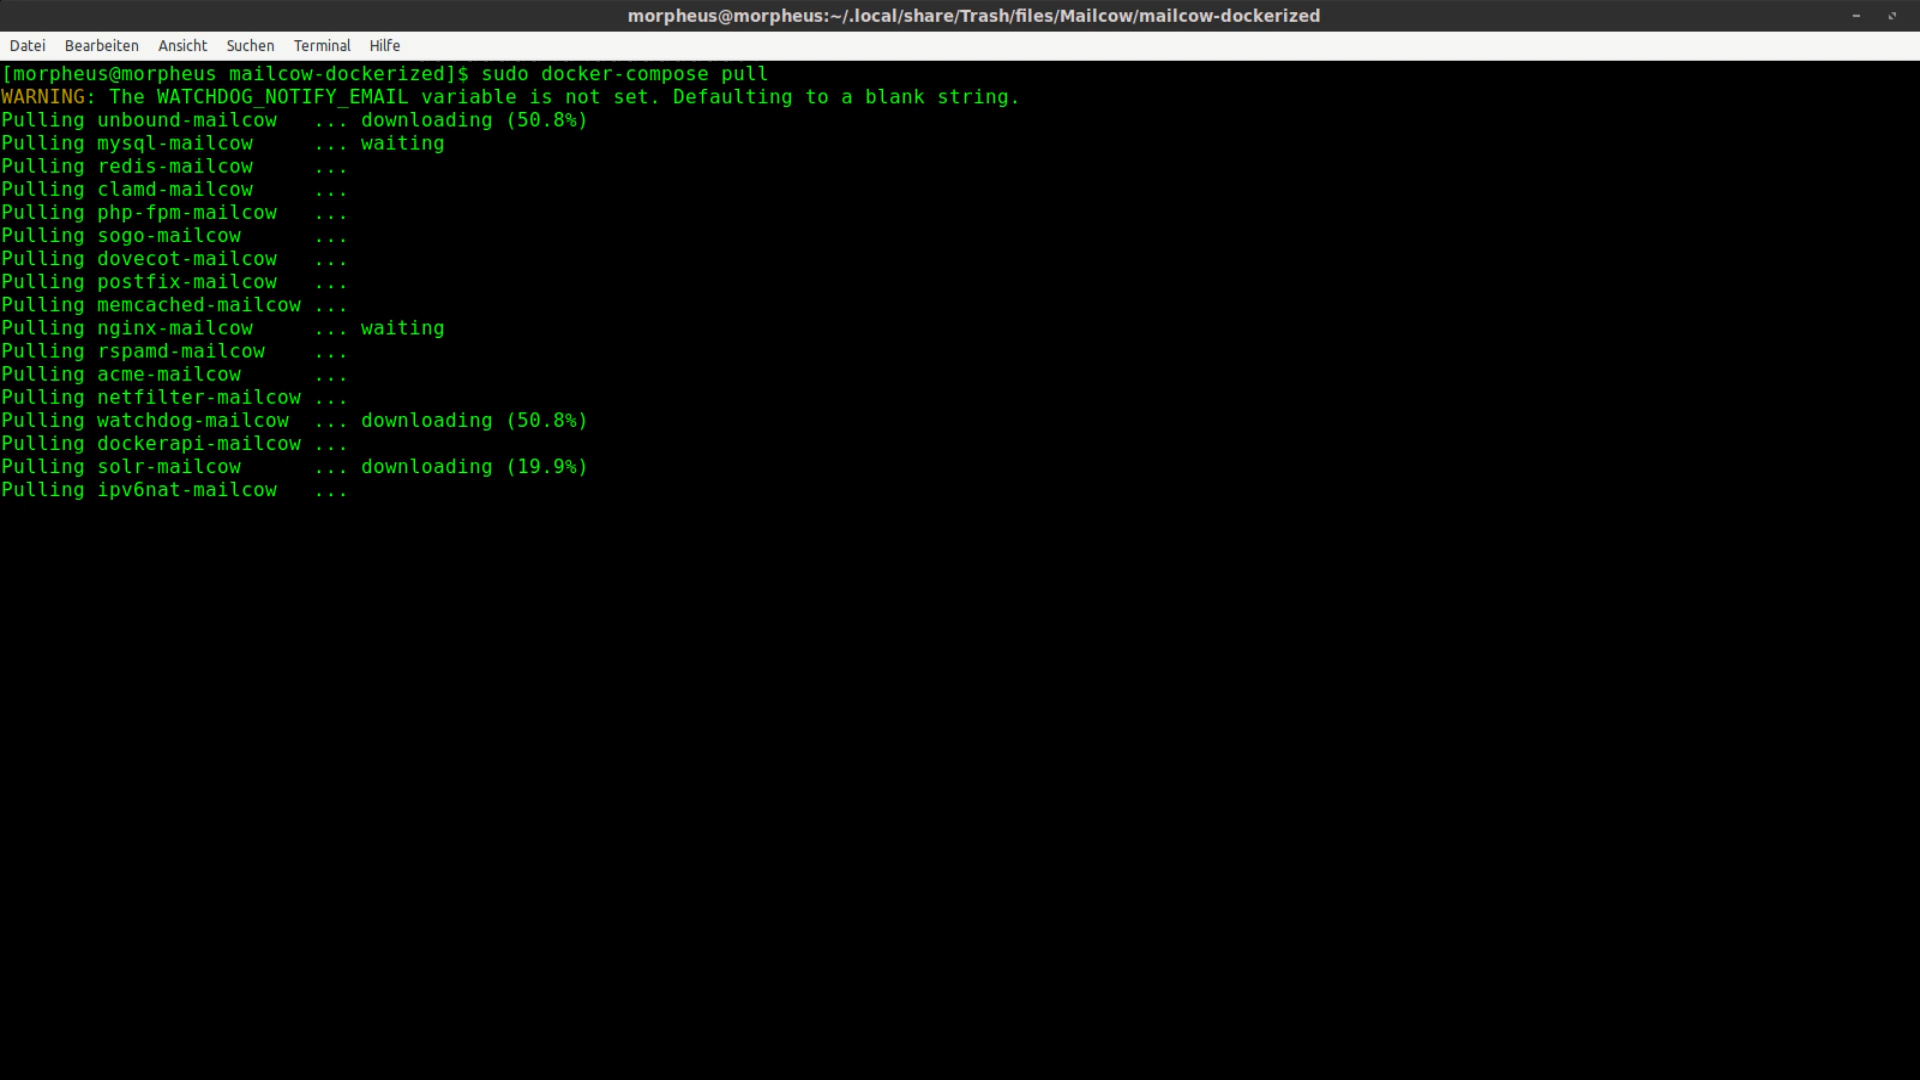 morpheus@morpheus:~/.local/share/Trash/files/Mailcow/mailcow-dockerized
Datei Bearbeiten Ansicht Suchen Terminal Hilfe
[morpheus@morpheus mailcow-dockerized]$ sudo docker-compose pull
WARNING: The WATCHDOG_NOTIFY_EMAIL variable is not set. Defaulting to a blank string.
Pulling unbound-mailcow   ... downloading (50.8%)
Pulling mysql-mailcow     ... waiting
Pulling redis-mailcow     ...
Pulling clamd-mailcow     ...
Pulling php-fpm-mailcow   ...
Pulling sogo-mailcow      ...
Pulling dovecot-mailcow   ...
Pulling postfix-mailcow   ...
Pulling memcached-mailcow ...
Pulling nginx-mailcow     ... waiting
Pulling rspamd-mailcow    ...
Pulling acme-mailcow      ...
Pulling netfilter-mailcow ...
Pulling watchdog-mailcow  ... downloading (50.8%)
Pulling dockerapi-mailcow ...
Pulling solr-mailcow      ... downloading (19.9%)
Pulling ipv6nat-mailcow   ...